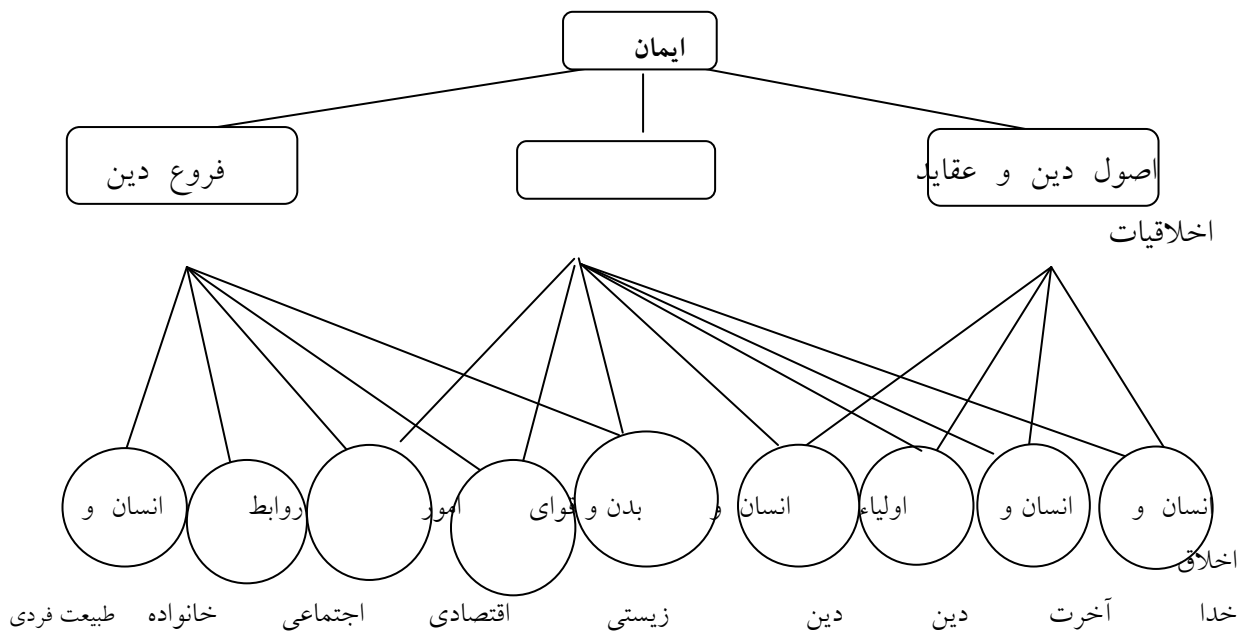 ایمان
اصول دین و عقاید فروع دین
اخلاقیات
انسان و انسان و اولیاء انسان و بدن و قوای امور روابط انسان و
اخلاق
خدا آخرت دین دین زیستی اقتصادی اجتماعی خانواده طبیعت فردی